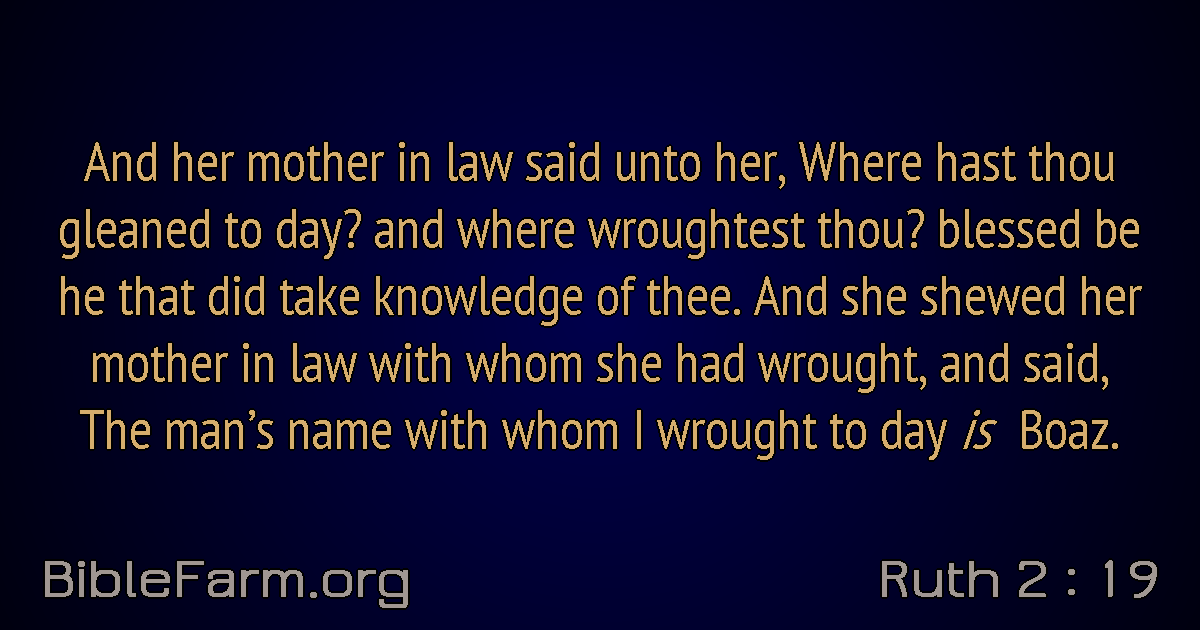 And her mother in law said unto her, Where hast thou
gleaned to day? and where wroughtest thou? blessed be
he that did take knowledge of thee. And she shewed her
mother in law with whom she had wrought, and said,
The man’s name with whom I wrought to day is Boaz.
BibleFarm.org
Ruth 2 : 19